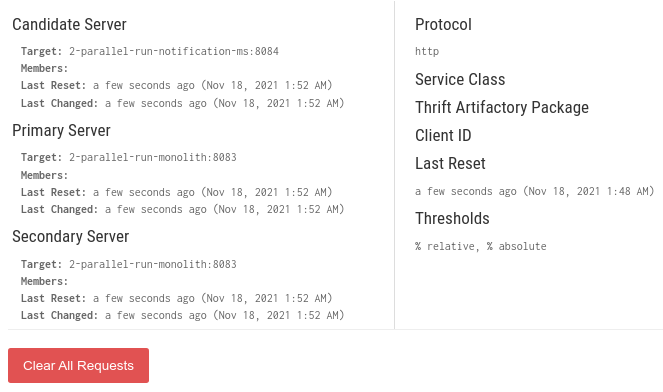 Candidate Server
Target: 2-parallel-run-notification-ms:8084
Members:
Last Reset: a few seconds ago (Nov 18, 2021 1:52 AM)
Last Changed: a few seconds ago (Nov 18, 2021 1:52 AM)
Primary Server
Target: 2-parallel-run-monolith:8083
Members:
Last Reset: a few seconds ago (Nov 18, 2021 1:52 AM)
Last Changed: a few seconds ago (Nov 18, 2021 1:52 AM)
Secondary Server
Target: 2-parallel-run-monolith:8083
Members:
Last Reset: a few seconds ago (Nov 18, 2021 1:52 AM)
Last Changed: a few seconds ago (Nov 18, 2021 1:52 AM)
Protocol
http
Service Class
Thrift Artifactory Package
Client ID
Last Reset
a few seconds ago (Nov 18, 2021 1:48 AM)
Thresholds
% relative, % absolute
Clear All Requests